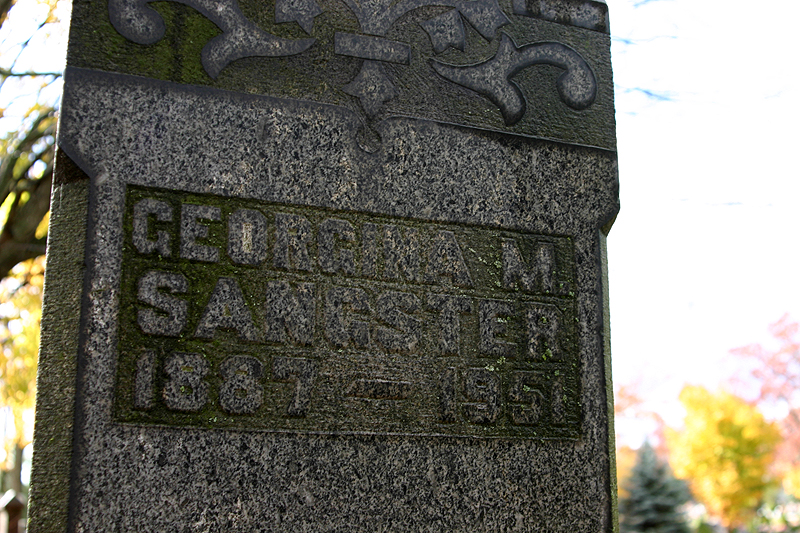 GEORGINA M.
SANGSTER
1887 — 1951